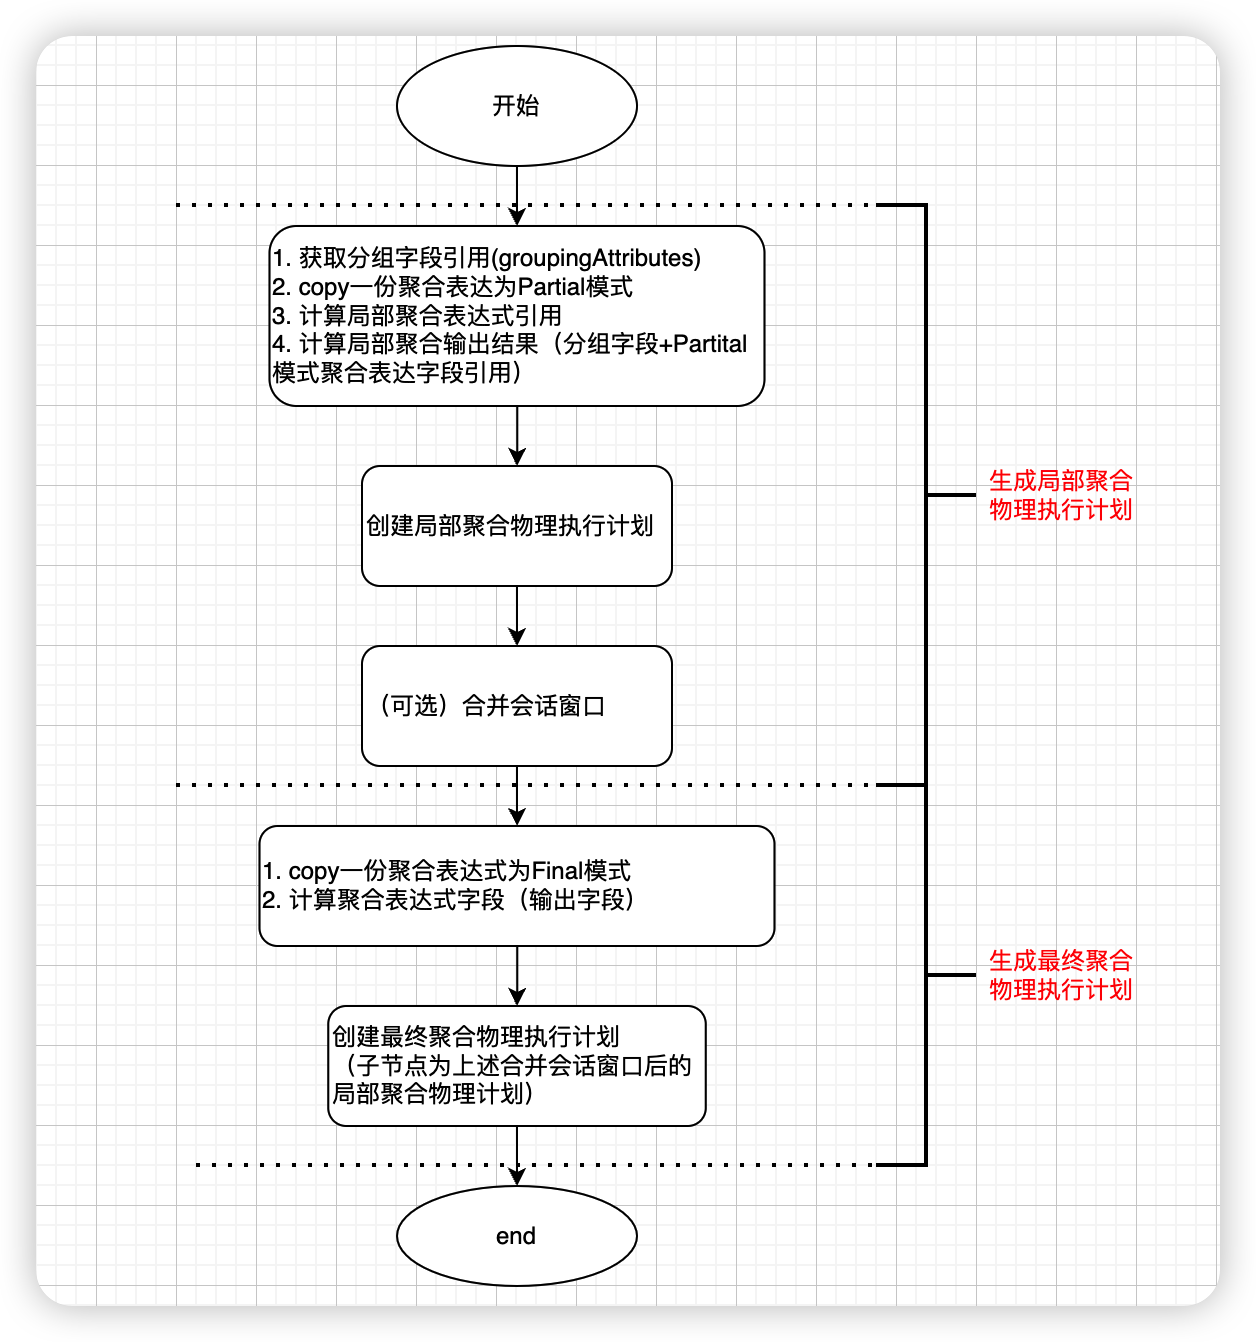 开始
1. 获取分组字段引用(groupingAttributes)
2. copy一份聚合表达为Partial模式
3. 计算局部聚合表达式引用
4. 计算局部聚合输出结果（分组字段+Partital
模式聚合表达字段引用）
创建局部聚合物理执行计划
生成局部聚合
物理执行计划
（可选）合并会话窗口
1. copy一份聚合表达式为Final模式
2. 计算聚合表达式字段（输出字段）
生成最终聚合
物理执行计划
创建最终聚合物理执行计划
（子节点为上述合并会话窗口后的
局部聚合物理计划）
end